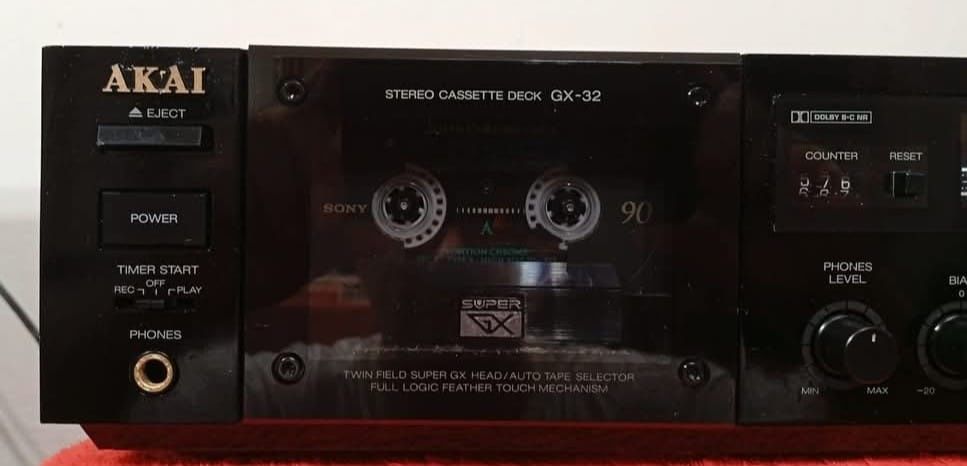 AKAI
EJECT
POWER
TIMER START
OFF
REC PLAY
PHONES
STEREO CASSETTE DECK GX-32
SONY 90
A
SUPER
GX
TWIN FIELD SUPER GX HEAD/AUTO TAPE SELECTOR
FULL LOGIC FEATHER TOUCH MECHANISM
DOLBY B-C NR
COUNTER RESET
PHONES
LEVEL
MIN MAX
BIA
0
-20